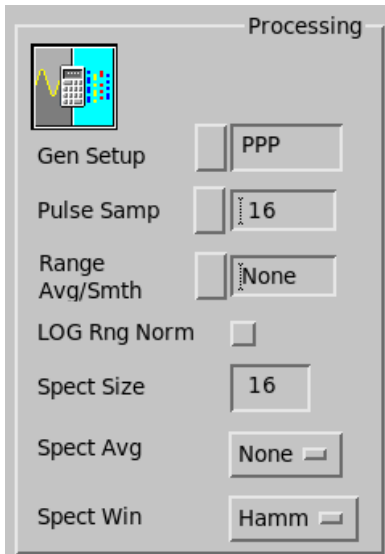 Processing
Gen Setup PPP
Pulse Samp 16
Range
Avg/Smth None
LOG Rng Norm
Spect Size 16
Spect Avg None
Spect Win Hamm